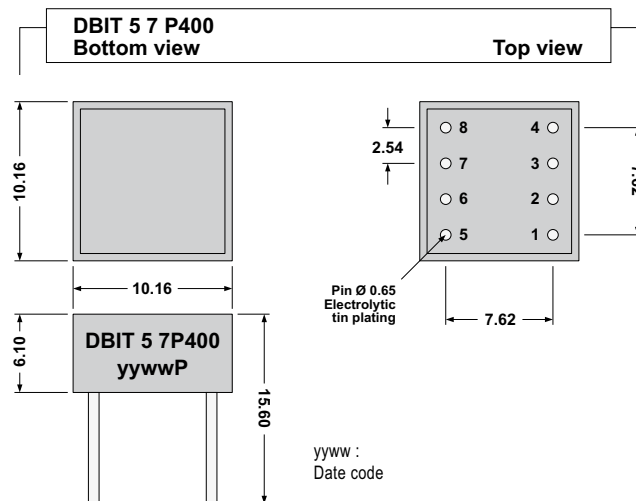 DBIT 5 7 P400
Bottom view Top view
8 4
2.54
7 3
6 2
5 1
10.16
7.62
10.16
Pin Ø 0.65
Electrolytic
tin plating
7.62
6.10
DBIT 5 7P400
yywwP
15.60
yyww :
Date code